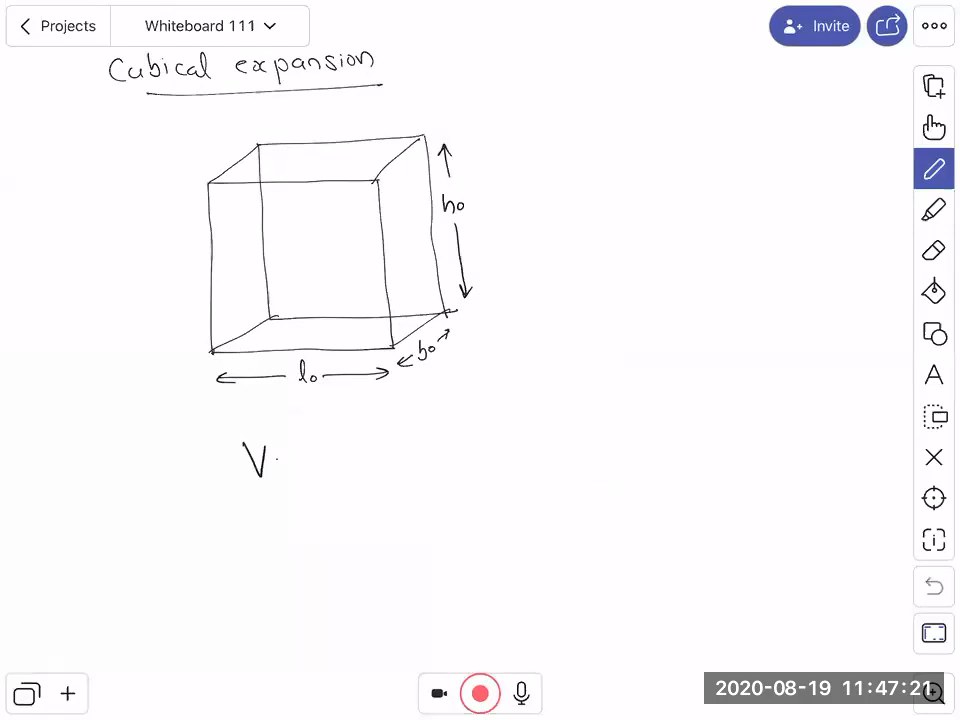 Projects
Whiteboard 111
Invite
Cubical expansion
ho
bo
lo
V
A
2020-08-19 11:47:21